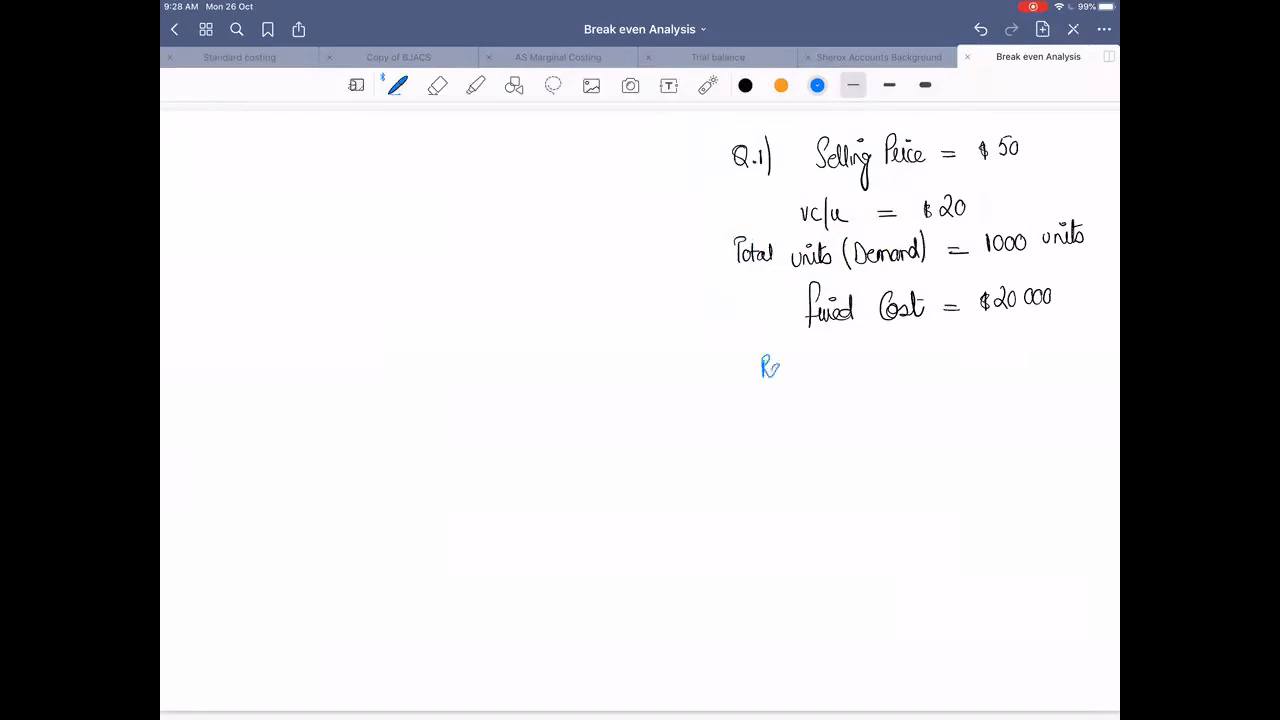 9:28 AM Mon 26 Oct 99%
Break even Analysis
Standard costing Copy of BJACS AS Marginal Costing Trial balance Sherox Accounts Background Break even Analysis
Q.1) Selling Price = $ 50
vc/u = $ 20
Total units (Demand) = 1000 units
fixed Cost = $ 20 000